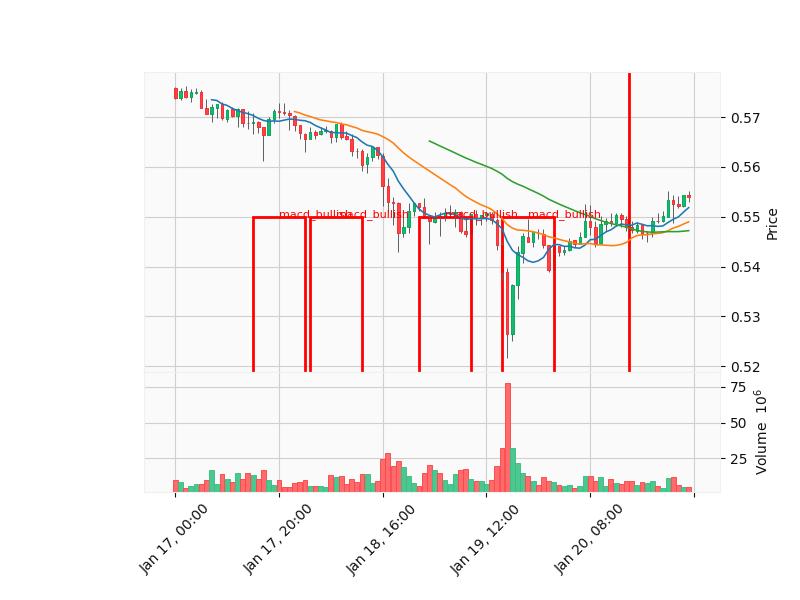 0.57
0.56
macd_bullish macd_bullish macd_bullish macd_bullish 0.55
0.54
0.53
0.52
Price
75
50
25
Volume 10^6
Jan 17, 00:00
Jan 17, 20:00
Jan 18, 16:00
Jan 19, 12:00
Jan 20, 08:00